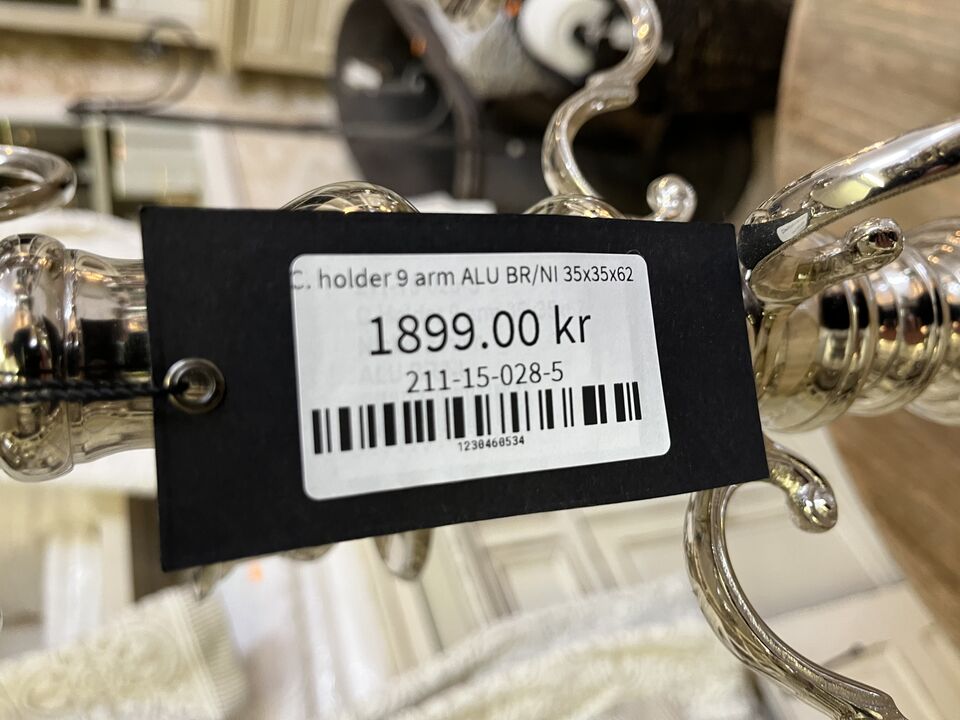 C. holder 9 arm ALU BR/NI 35x35x62
1899.00 kr
211-15-028-5
1230460534